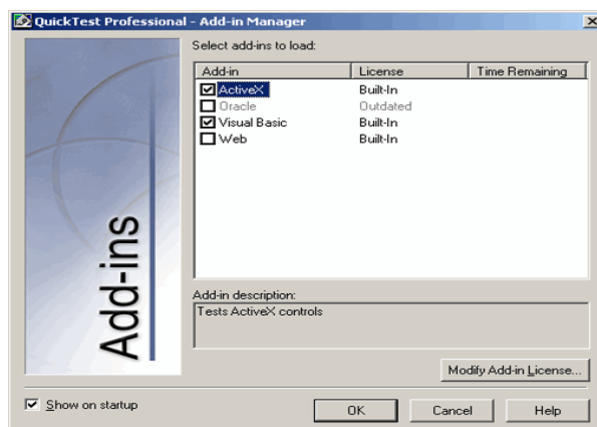 QuickTest Professional - Add-in Manager
Select add-ins to load:
Add-in License Time Remaining
ActiveX Built-In
Oracle Outdated
Visual Basic Built-In
Web Built-In
Add-ins
Add-in description:
Tests ActiveX controls
Modify Add-in License...
Show on startup
OK Cancel Help